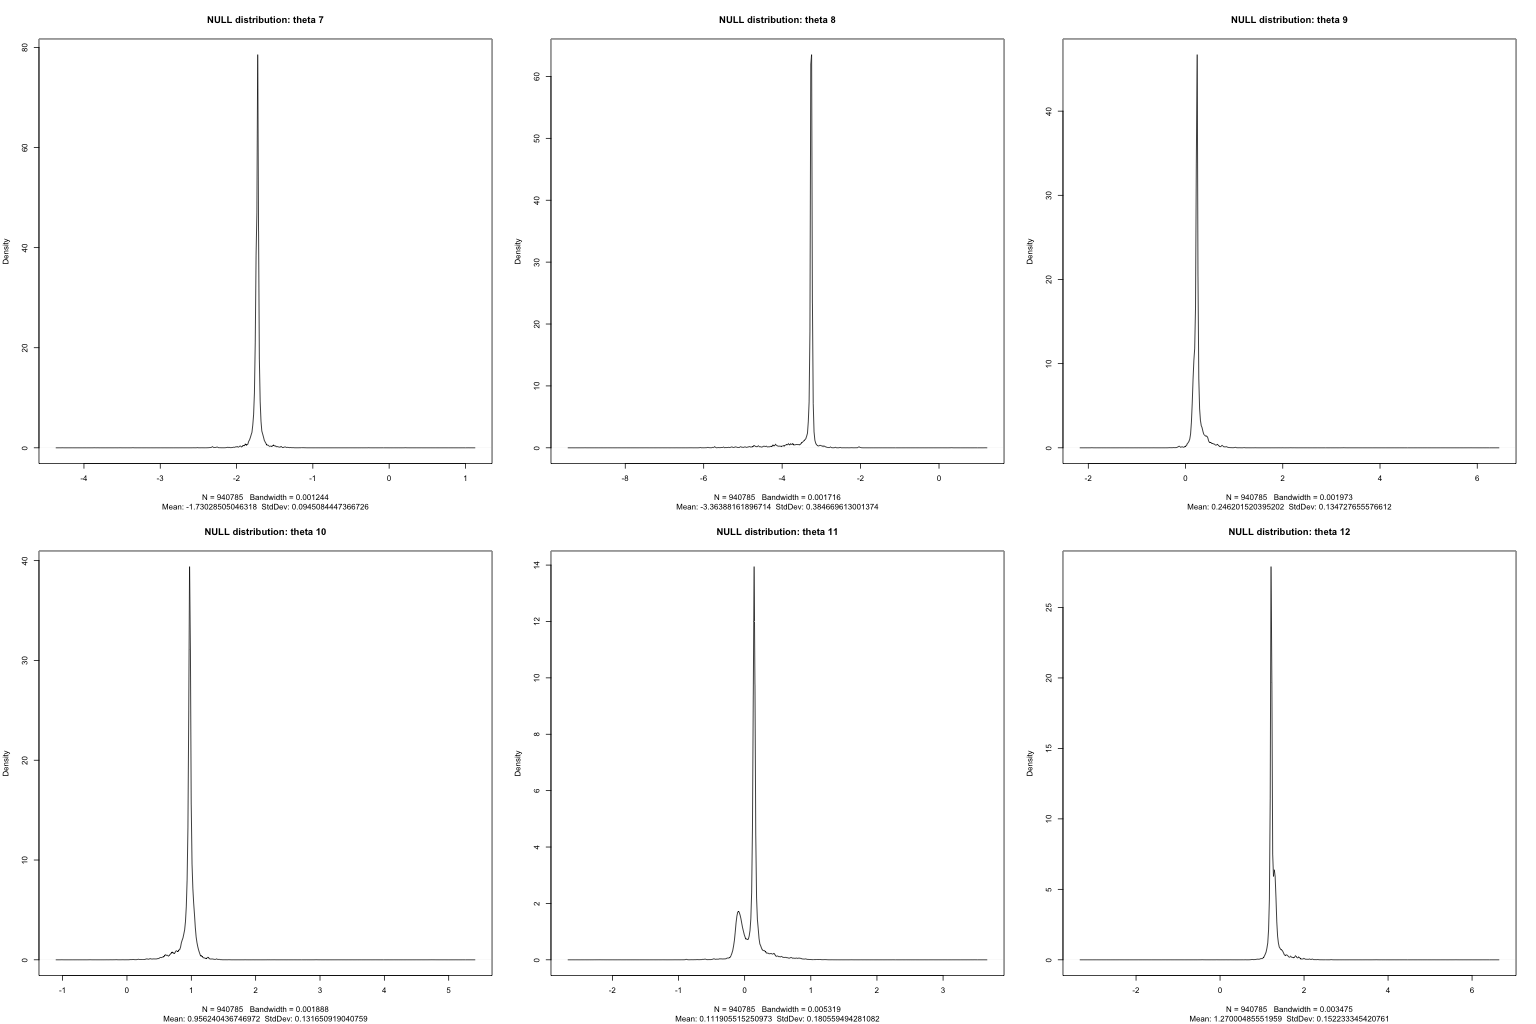 NULL distribution: theta 7
Density
80
60
40
20
0
-4 -3 -2 -1 0 1
N = 940785 Bandwidth = 0.001244
Mean: -1.73028505046318 StdDev: 0.0945084447366726
NULL distribution: theta 8
Density
60
50
40
30
20
10
0
-8 -6 -4 -2 0
N = 940785 Bandwidth = 0.001716
Mean: -3.36388161896714 StdDev: 0.384669613001374
NULL distribution: theta 9
Density
40
30
20
10
0
-2 0 2 4 6
N = 940785 Bandwidth = 0.001973
Mean: 0.246201520395202 StdDev: 0.134727655576612
NULL distribution: theta 10
Density
40
30
20
10
0
-1 0 1 2 3 4 5
N = 940785 Bandwidth = 0.001888
Mean: 0.956240436746972 StdDev: 0.131650919040759
NULL distribution: theta 11
Density
14
12
10
8
6
4
2
0
-2 -1 0 1 2 3
N = 940785 Bandwidth = 0.005319
Mean: 0.111905515250973 StdDev: 0.180559494281082
NULL distribution: theta 12
Density
25
20
15
10
5
0
-2 0 2 4 6
N = 940785 Bandwidth = 0.003475
Mean: 1.27000485551959 StdDev: 0.152233345420761